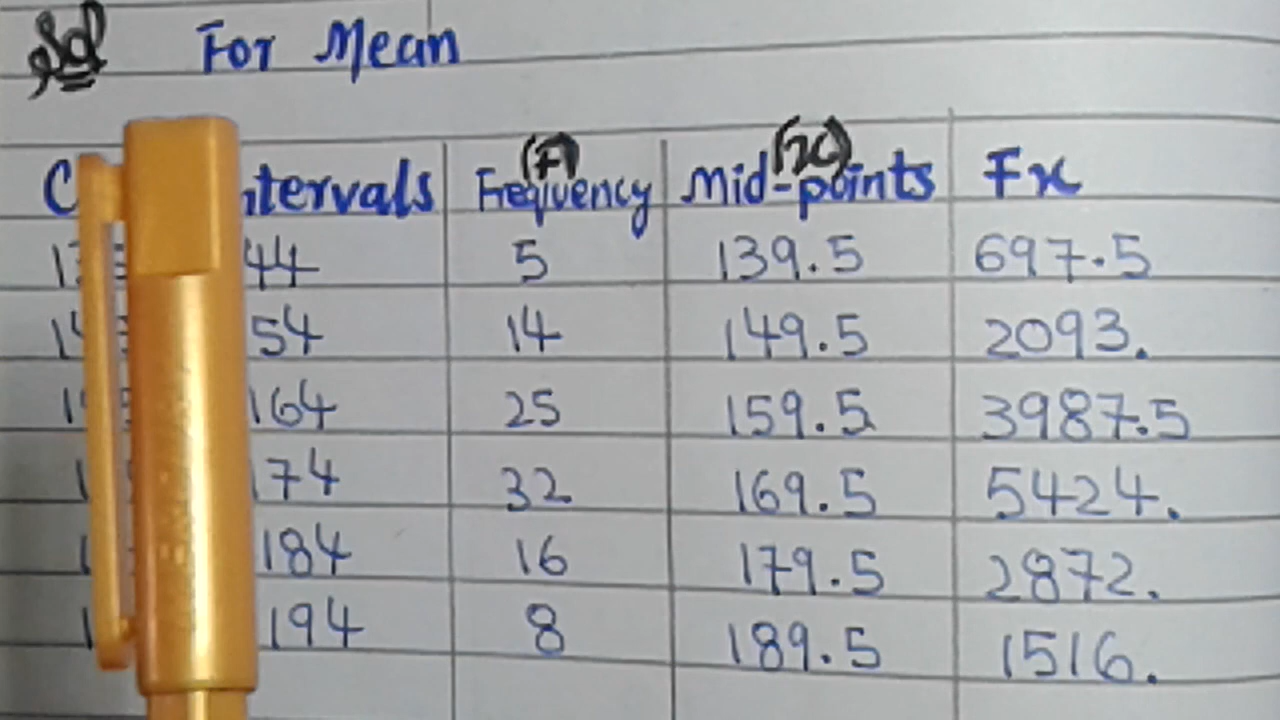 Sol For Mean
(F) (x)
Frequency Mid-points Fx
44 5 139.5 697.5
54 14 149.5 2093.
164 25 159.5 3987.5
174 32 169.5 5424.
184 16 179.5 2872.
194 8 189.5 1516.